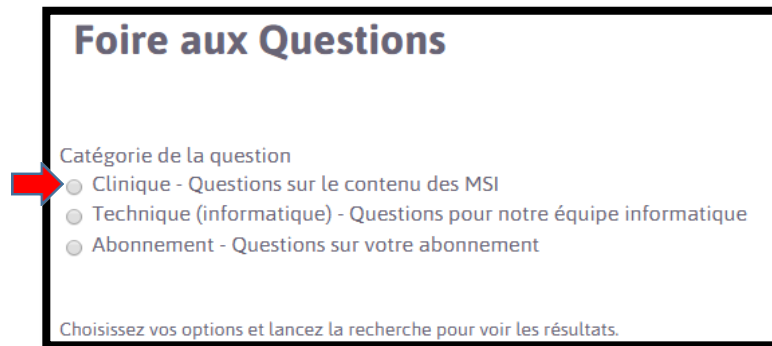 Foire aux Questions
Catégorie de la question
Clinique - Questions sur le contenu des MSI
Technique (informatique) - Questions pour notre équipe informatique
Abonnement - Questions sur votre abonnement
Choisissez vos options et lancez la recherche pour voir les résultats.